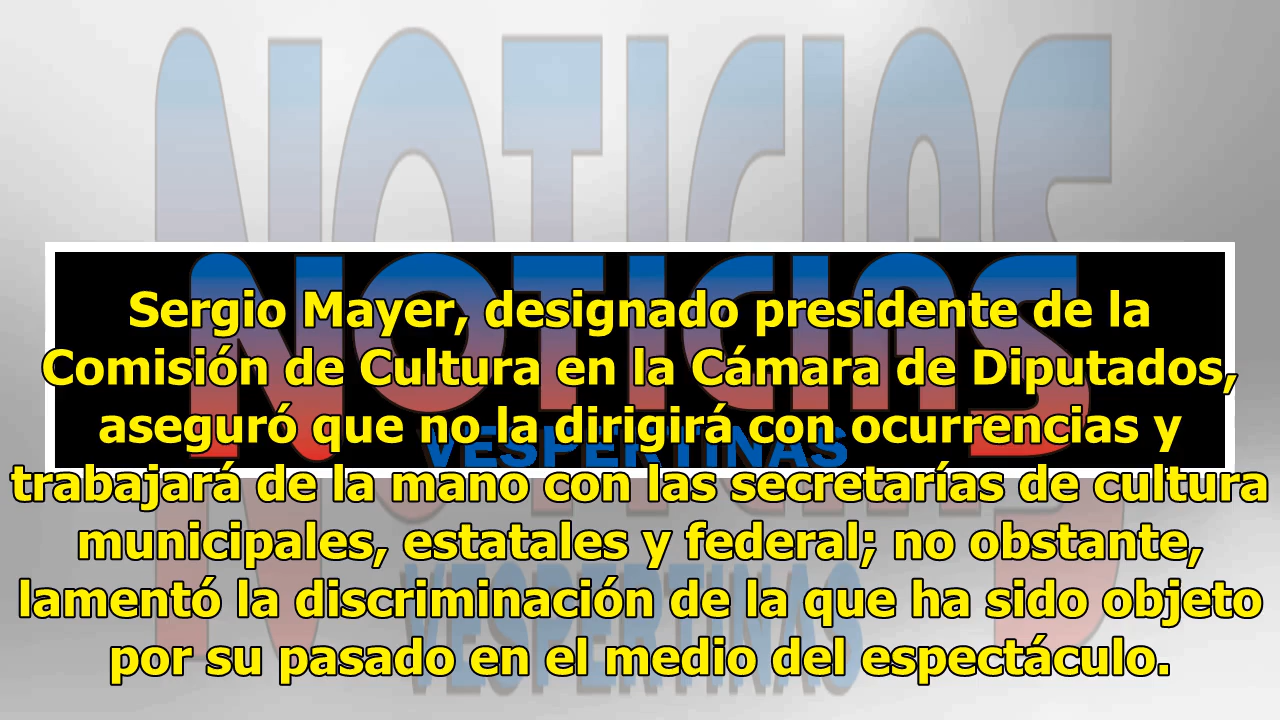 NOTICIAS
NOTICIAS
VESPERTINAS
Sergio Mayer, designado presidente de la
Comisión de Cultura en la Cámara de Diputados,
aseguró que no la dirigirá con ocurrencias y
trabajará de la mano con las secretarías de cultura
municipales, estatales y federal; no obstante,
lamentó la discriminación de la que ha sido objeto
por su pasado en el medio del espectáculo.
VESPERTINAS